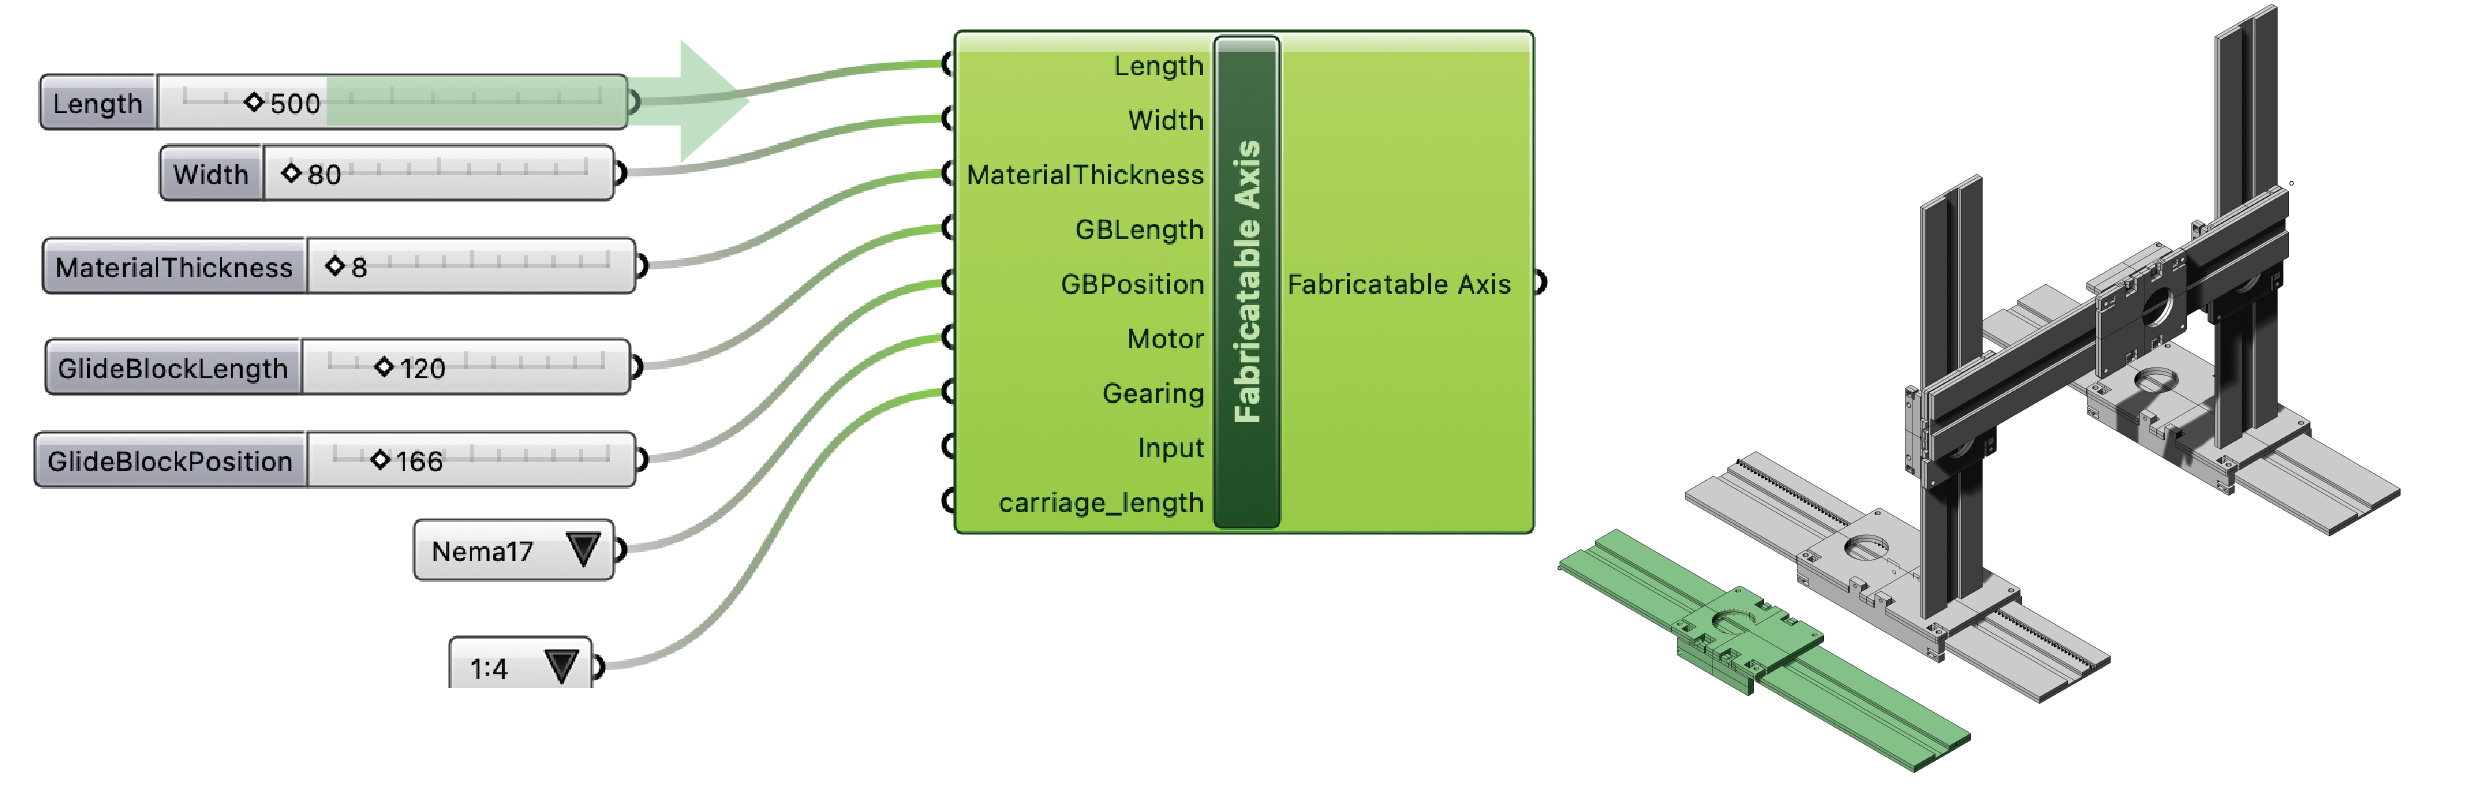 Length 500
Width 80
MaterialThickness 8
GlideBlockLength 120
GlideBlockPosition 166
Nema17
1:4
Length
Width
MaterialThickness
GBLength
GBPosition
Motor
Gearing
Input
carriage_length
Fabricatable Axis
Fabricatable Axis